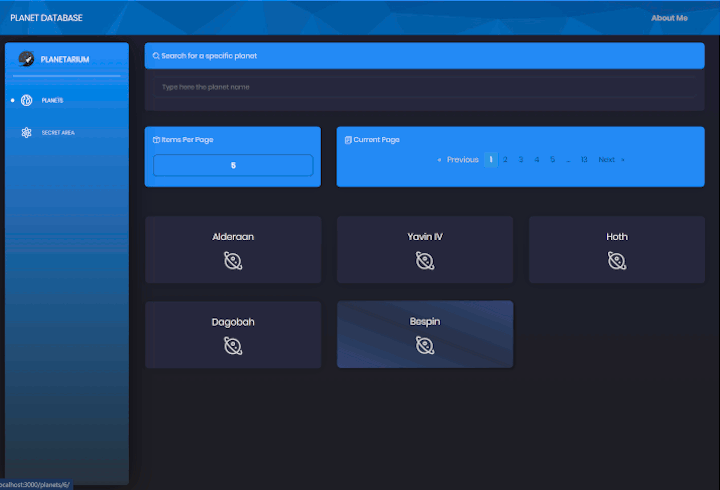 PLANET DATABASE
About Me
PLANETARIUM
PLANETS
SECRET AREA
Search for a specific planet
Type here the planet name
Items Per Page
5
Current Page
« Previous 1 2 3 4 5 ... 13 Next »
Alderaan
Yavin IV
Hoth
Dagobah
Bespin
ocalhost:3000/planets/6/